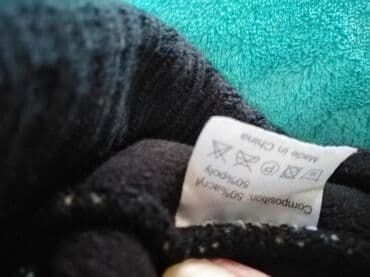 Composition: 50%acryl
50%poly
P
Made in China